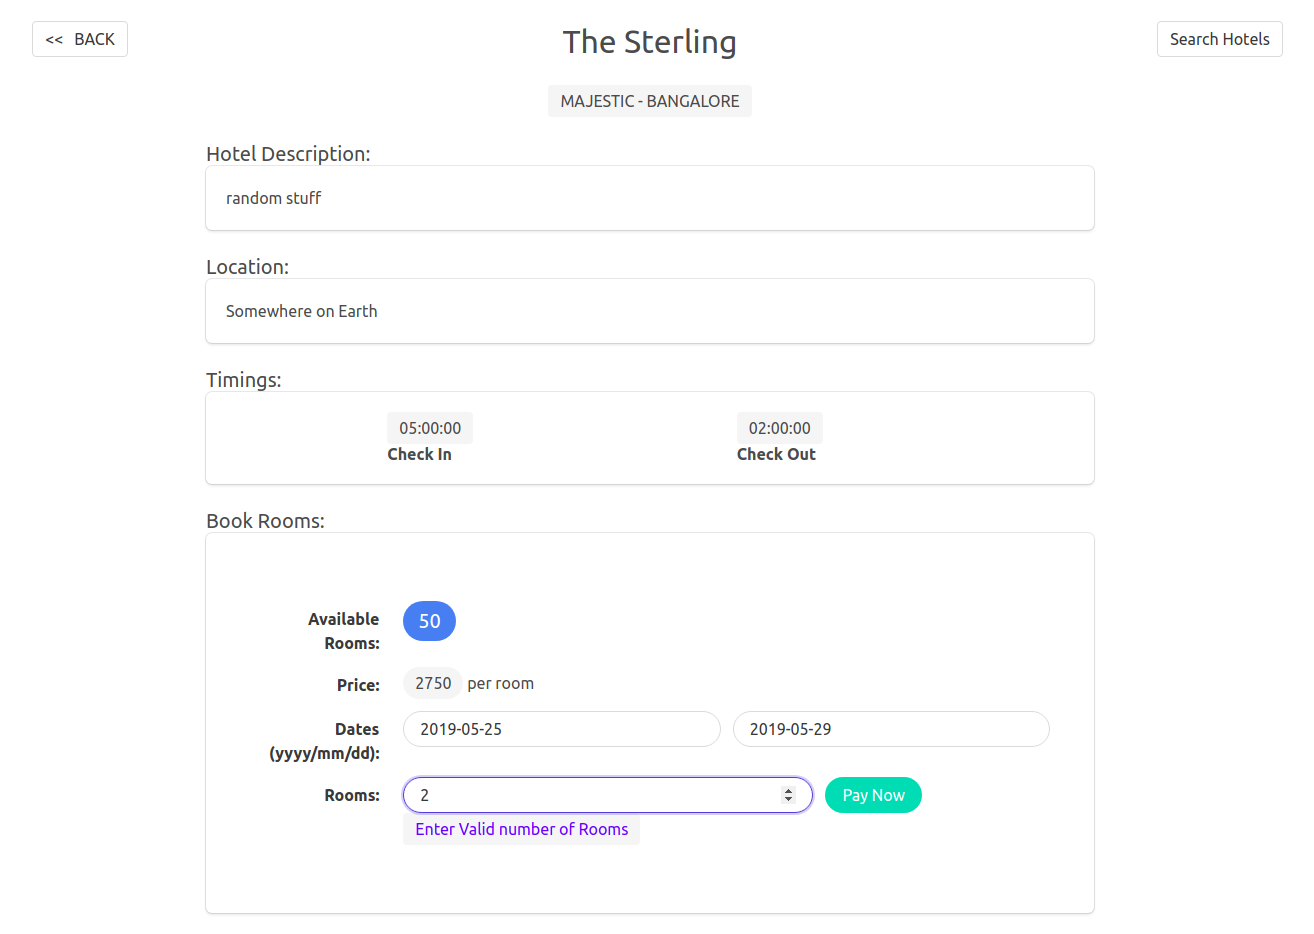 << BACK
The Sterling
Search Hotels
MAJESTIC - BANGALORE
Hotel Description:
random stuff
Location:
Somewhere on Earth
Timings:
05:00:00
Check In
02:00:00
Check Out
Book Rooms:
Available
Rooms:
50
Price:
2750 per room
Dates
(yyyy/mm/dd):
2019-05-25
2019-05-29
Rooms:
2
Pay Now
Enter Valid number of Rooms